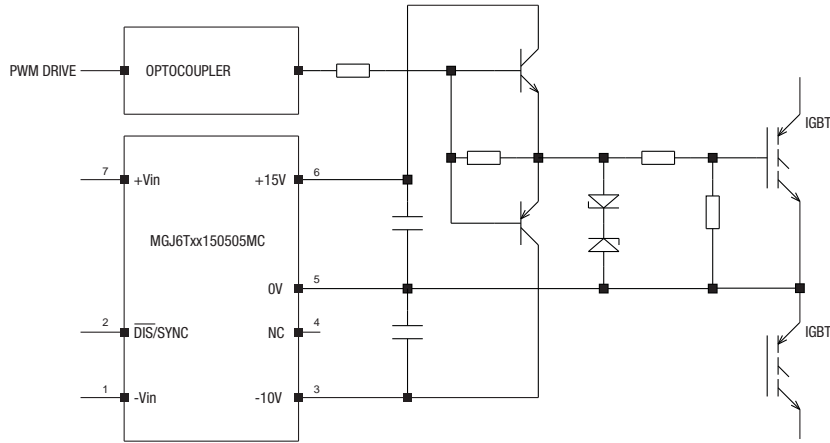 PWM DRIVE
OPTOCOUPLER
IGBT
7
+Vin
+15V
6
MGJ6Txx150505MC
0V
5
2
DIS/SYNC
NC
4
IGBT
1
-Vin
-10V
3